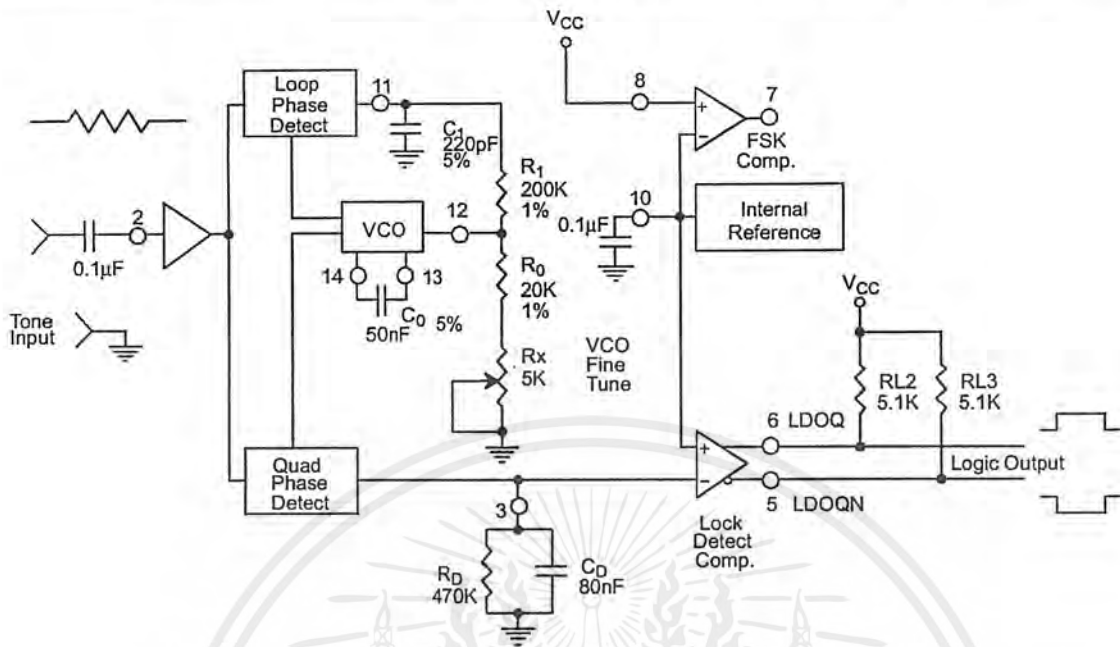 Loop
Phase
Detect
11
C1
220pF
5%
R1
200K
1%
2
0.1µF
VCO
12
14
13
C0 5%
50nF
R0
20K
1%
Tone
Input
Rx
5K
VCO
Fine
Tune
Quad
Phase
Detect
3
RD
470K
CD
80nF
VCC
8
+
−
7
FSK
Comp.
10
0.1µF
Internal
Reference
VCC
RL2
5.1K
RL3
5.1K
+
−
6 LDOQ
Logic Output
5 LDOQN
Lock
Detect
Comp.